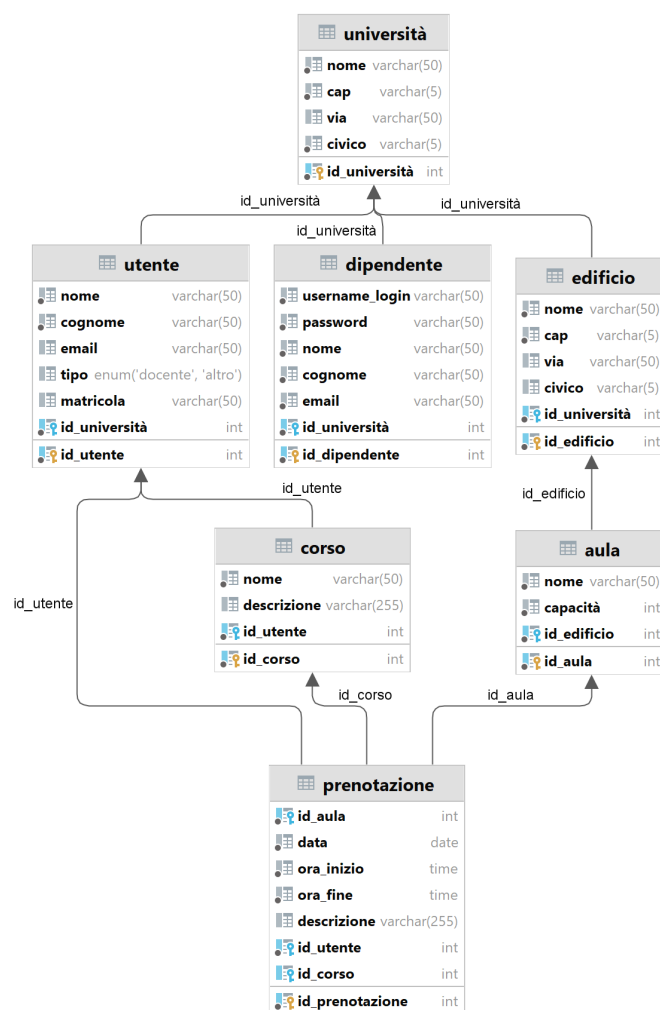 università
nome varchar(50)
cap varchar(5)
via varchar(50)
civico varchar(5)
id_università int
id_università
id_università
id_università
utente
nome varchar(50)
cognome varchar(50)
email varchar(50)
tipo enum('docente', 'altro')
matricola varchar(50)
id_università int
id_utente int
dipendente
username_login varchar(50)
password varchar(50)
nome varchar(50)
cognome varchar(50)
email varchar(50)
id_università int
id_dipendente int
edificio
nome varchar(50)
cap varchar(5)
via varchar(50)
civico varchar(5)
id_università int
id_edificio int
id_utente
id_edificio
id_utente
corso
nome varchar(50)
descrizione varchar(255)
id_utente int
id_corso int
aula
nome varchar(50)
capacità int
id_edificio int
id_aula int
id_corso
id_aula
prenotazione
id_aula int
data date
ora_inizio time
ora_fine time
descrizione varchar(255)
id_utente int
id_corso int
id_prenotazione int